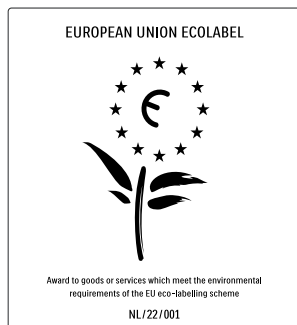 EUROPEAN UNION ECOLABEL
Award to goods or services which meet the environmental
requirements of the EU eco-labelling scheme
NL/22/001